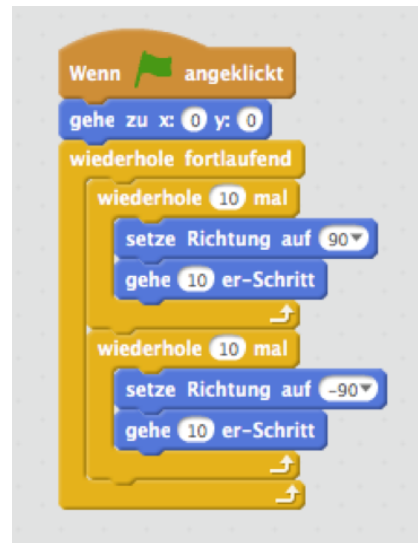 Wenn angeklickt
gehe zu x: 0 y: 0
wiederhole fortlaufend
wiederhole 10 mal
setze Richtung auf 90
gehe 10 er-Schritt
wiederhole 10 mal
setze Richtung auf -90
gehe 10 er-Schritt